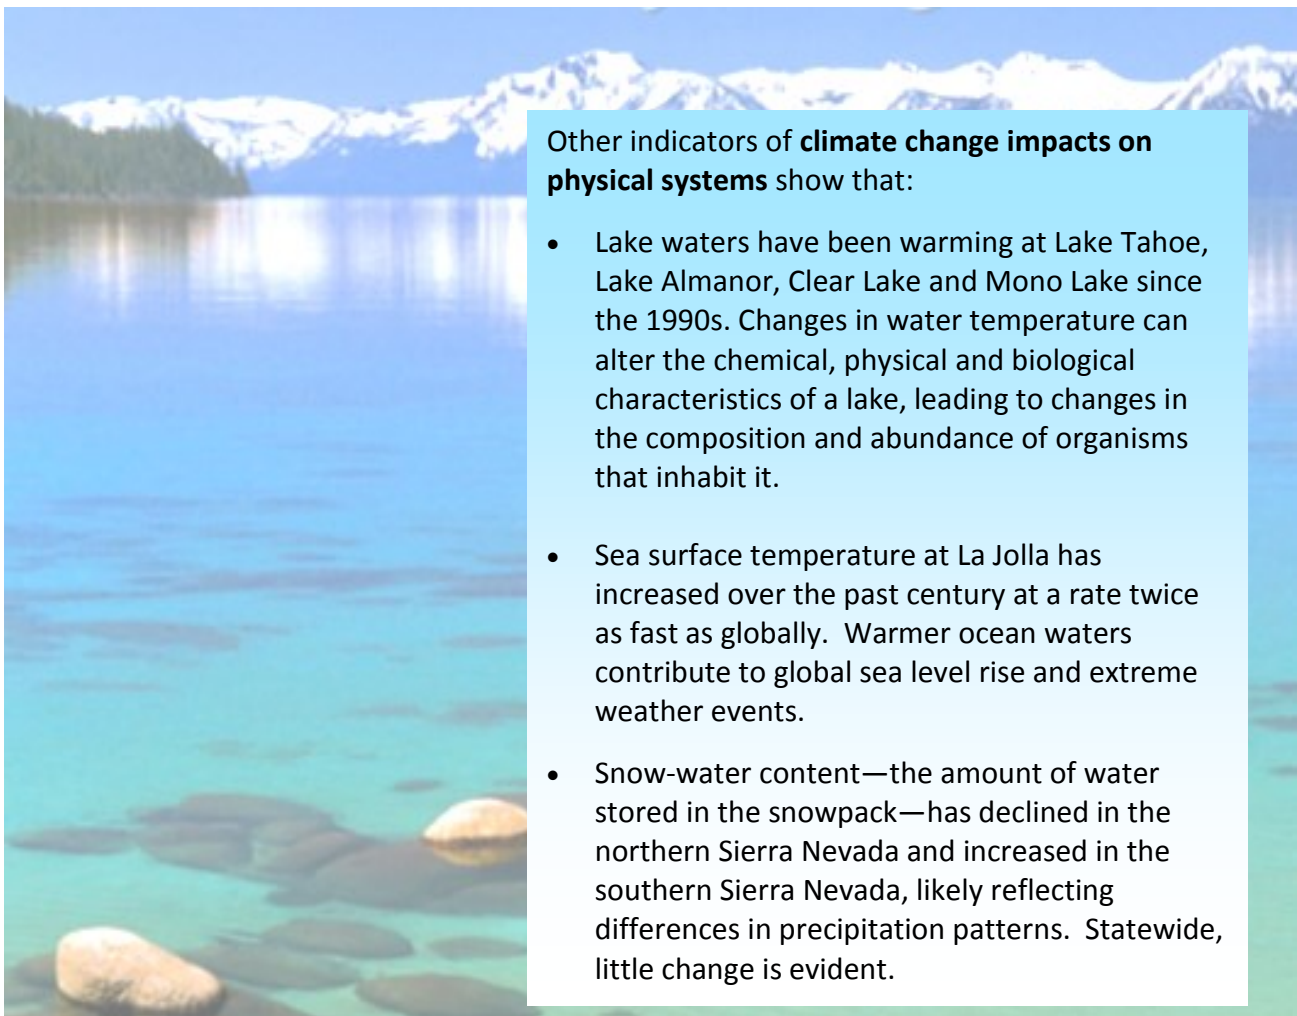 Other indicators of climate change impacts on
physical systems show that:
• Lake waters have been warming at Lake Tahoe,
Lake Almanor, Clear Lake and Mono Lake since
the 1990s. Changes in water temperature can
alter the chemical, physical and biological
characteristics of a lake, leading to changes in
the composition and abundance of organisms
that inhabit it.
• Sea surface temperature at La Jolla has
increased over the past century at a rate twice
as fast as globally.  Warmer ocean waters
contribute to global sea level rise and extreme
weather events.
• Snow-water content—the amount of water
stored in the snowpack—has declined in the
northern Sierra Nevada and increased in the
southern Sierra Nevada, likely reflecting
differences in precipitation patterns.  Statewide,
little change is evident.